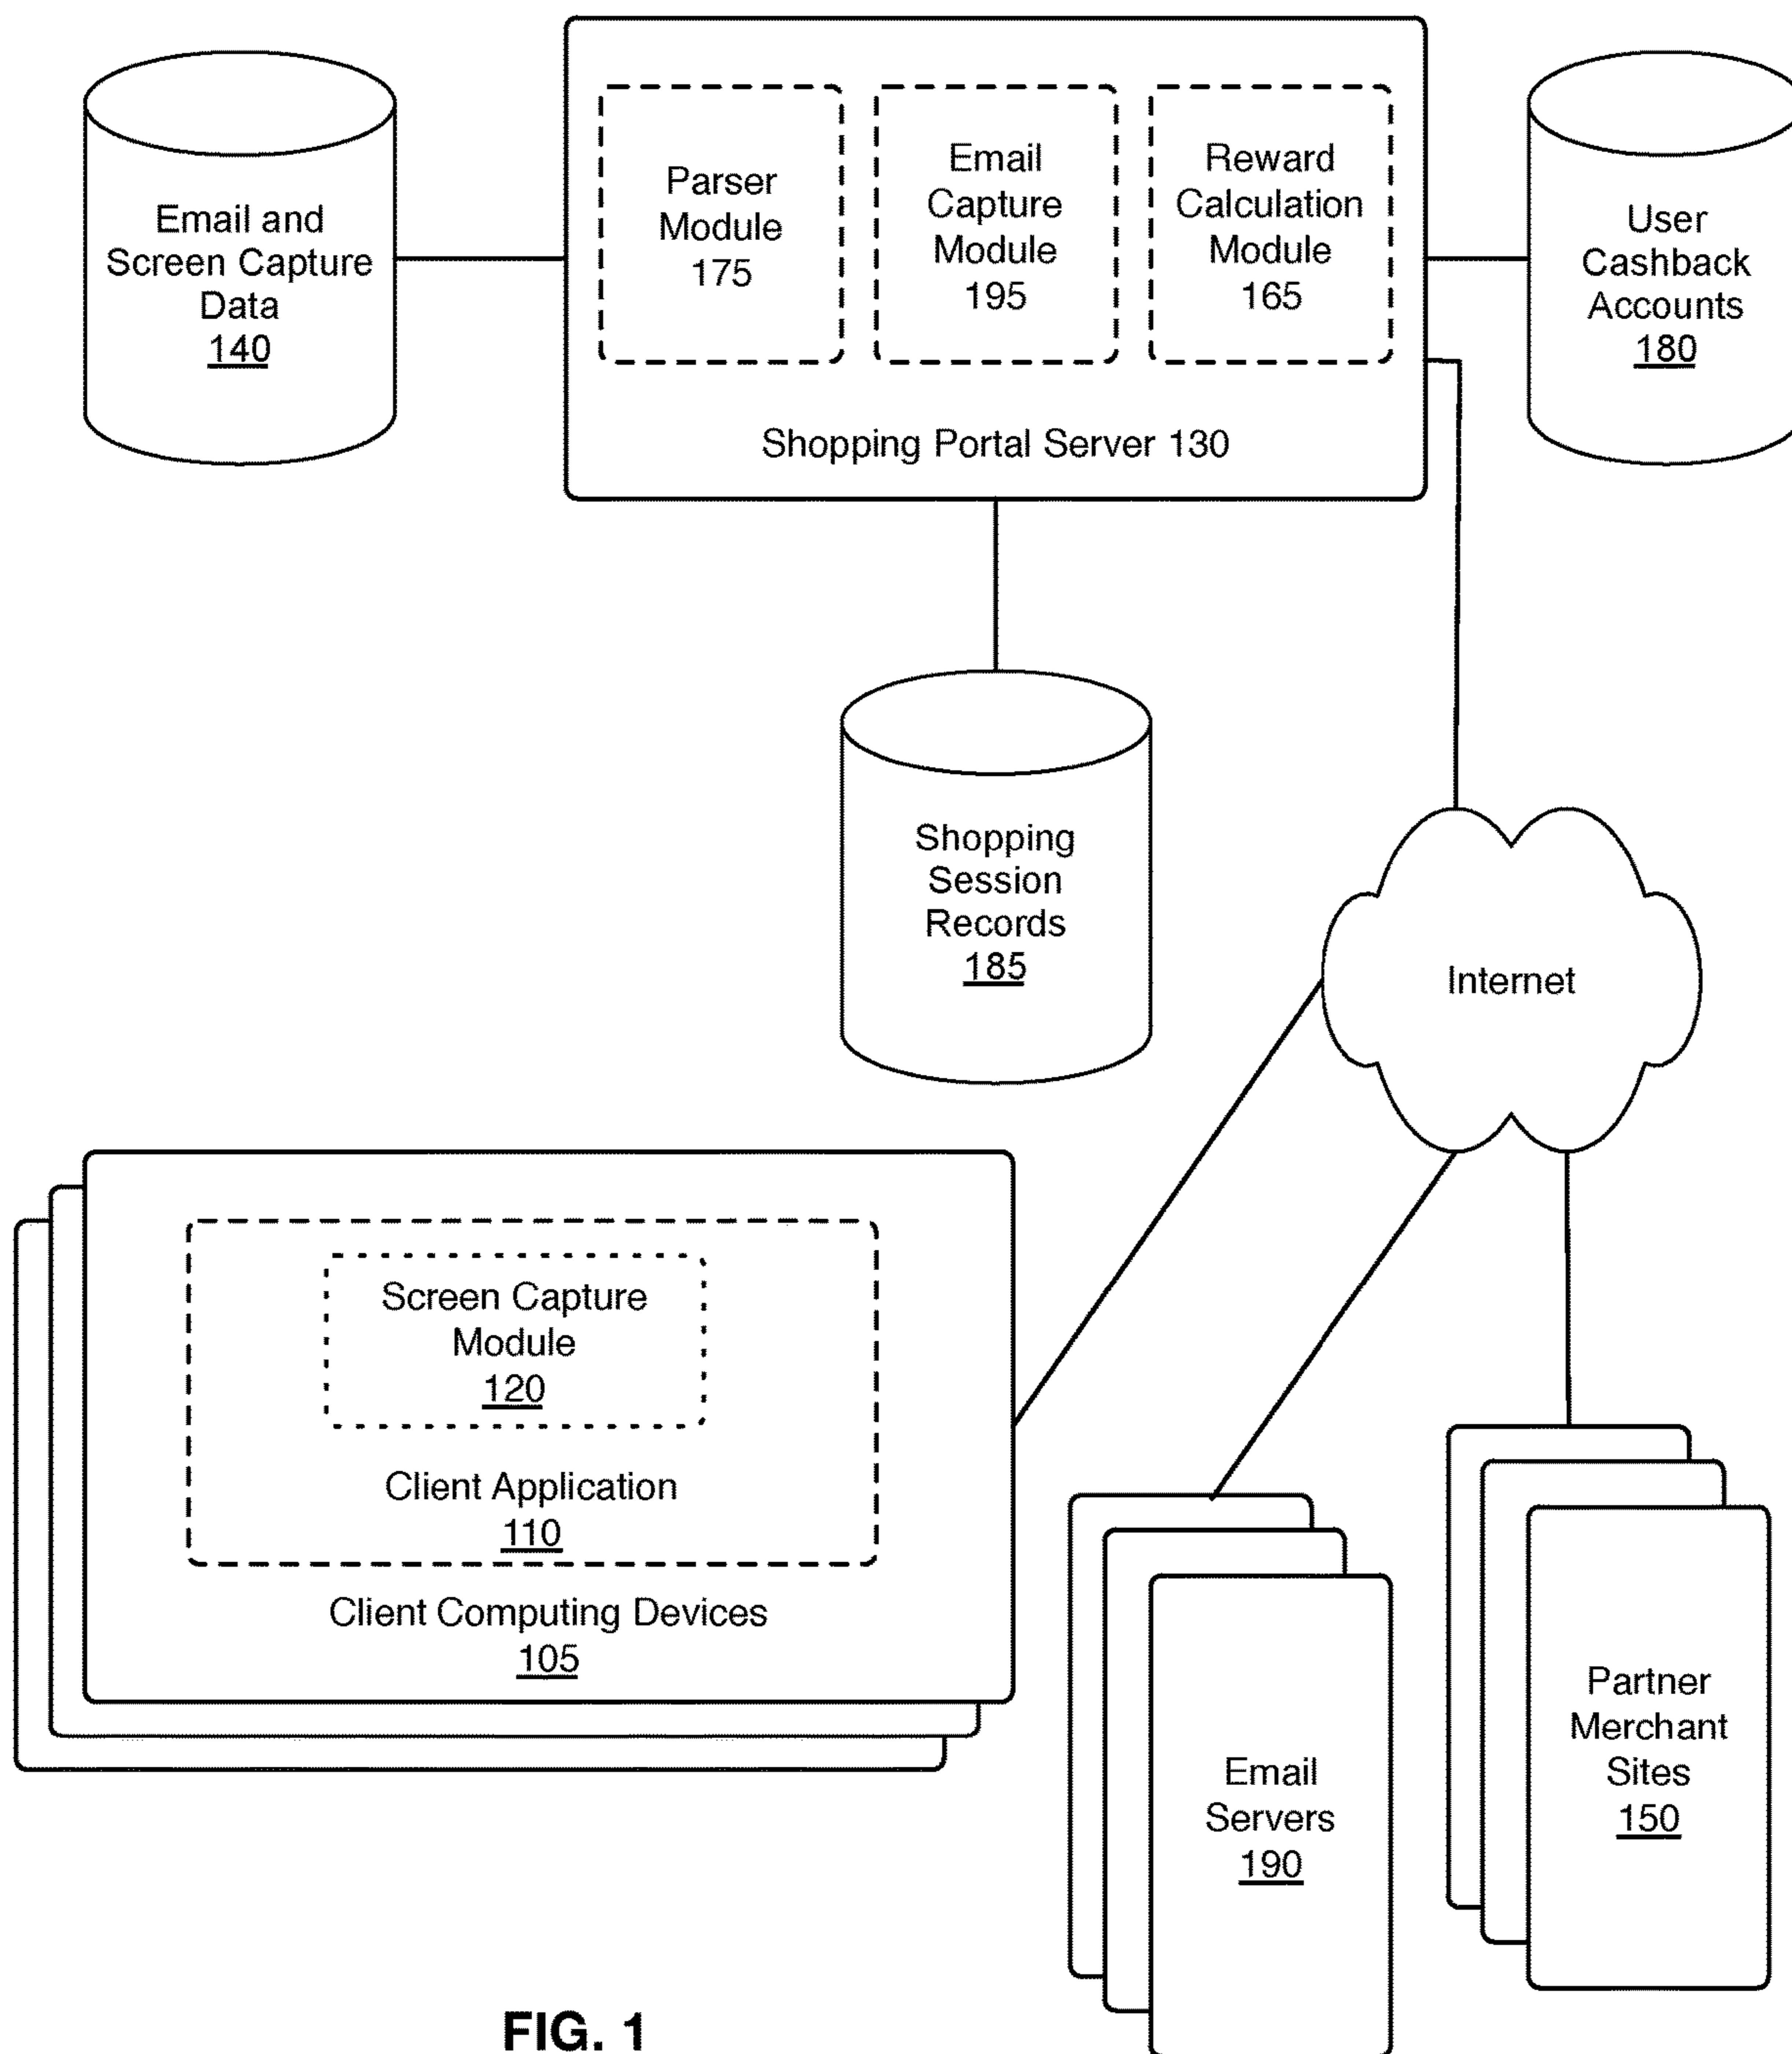 Email and
Screen Capture
Data
140
Parser
Module
175
Email
Capture
Module
195
Reward
Calculation
Module
165
Shopping Portal Server 130
User
Cashback
Accounts
180
Shopping
Session
Records
185
Internet
Screen Capture
Module
120
Client Application
110
Client Computing Devices
105
Email
Servers
190
Partner
Merchant
Sites
150
FIG. 1